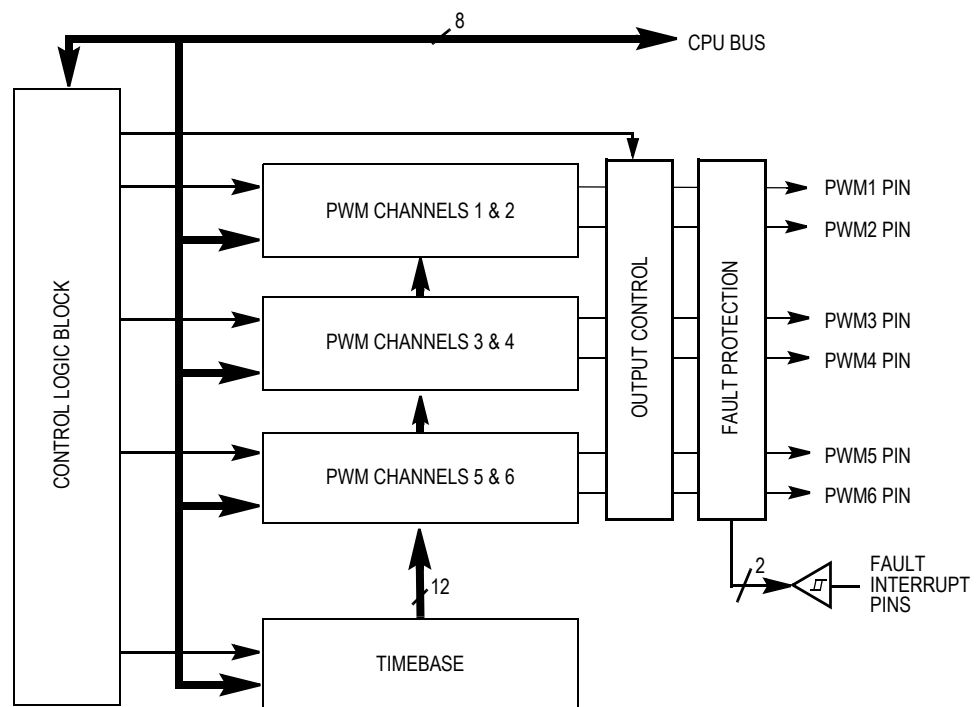 8
CPU BUS
CONTROL LOGIC BLOCK
PWM CHANNELS 1 & 2
PWM CHANNELS 3 & 4
PWM CHANNELS 5 & 6
12
TIMEBASE
OUTPUT CONTROL
FAULT PROTECTION
PWM1 PIN
PWM2 PIN
PWM3 PIN
PWM4 PIN
PWM5 PIN
PWM6 PIN
2
FAULT
INTERRUPT
PINS